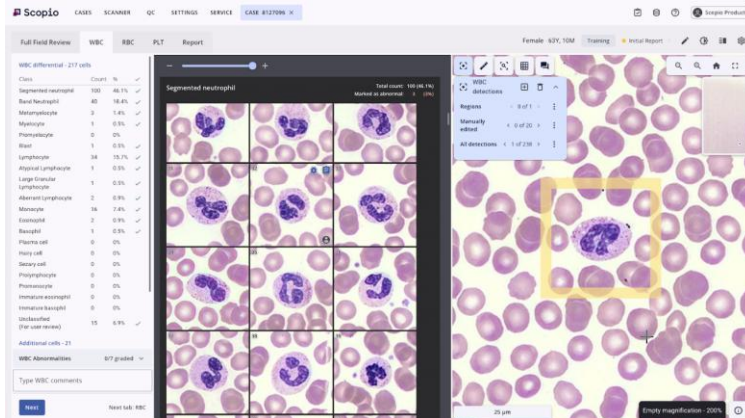 Scopio CASES SCANNER QC SETTINGS SERVICE CASE 8127096 × Scopio Product
Full Field Review WBC RBC PLT Report
Female 63Y, 10M Training Initial Report
WBC differential - 217 cells
Class Count %
Segmented neutrophil 100 46.1%
Band Neutrophil 40 18.4%
Metamyelocyte 3 1.4%
Myelocyte 1 0.5%
Promyelocyte 0 0%
Blast 1 0.5%
Lymphocyte 34 15.7%
Atypical Lymphocyte 1 0.5%
Large Granular
Lymphocyte 1 0.5%
Aberrant Lymphocyte 2 0.9%
Monocyte 16 7.4%
Eosinophil 2 0.9%
Basophil 1 0.5%
Plasma cell 0 0%
Hairy cell 0 0%
Sezary cell 0 0%
Prolymphocyte 0 0%
Promonocyte 0 0%
Immature eosinophil 0 0%
Immature basophil 0 0%
Unclassified
(For user review) 15 6.9%
Additional cells - 21
WBC Abnormalities 0/7 graded
Type WBC comments
Next Next tab: RBC
Segmented neutrophil
Total count: 100 (46.1%)
Marked as abnormal:
(0%)
WBC
detections
Regions
Manually
edited 0 of 20
All detections 1 of 238
25 µm
Empty magnification - 200%